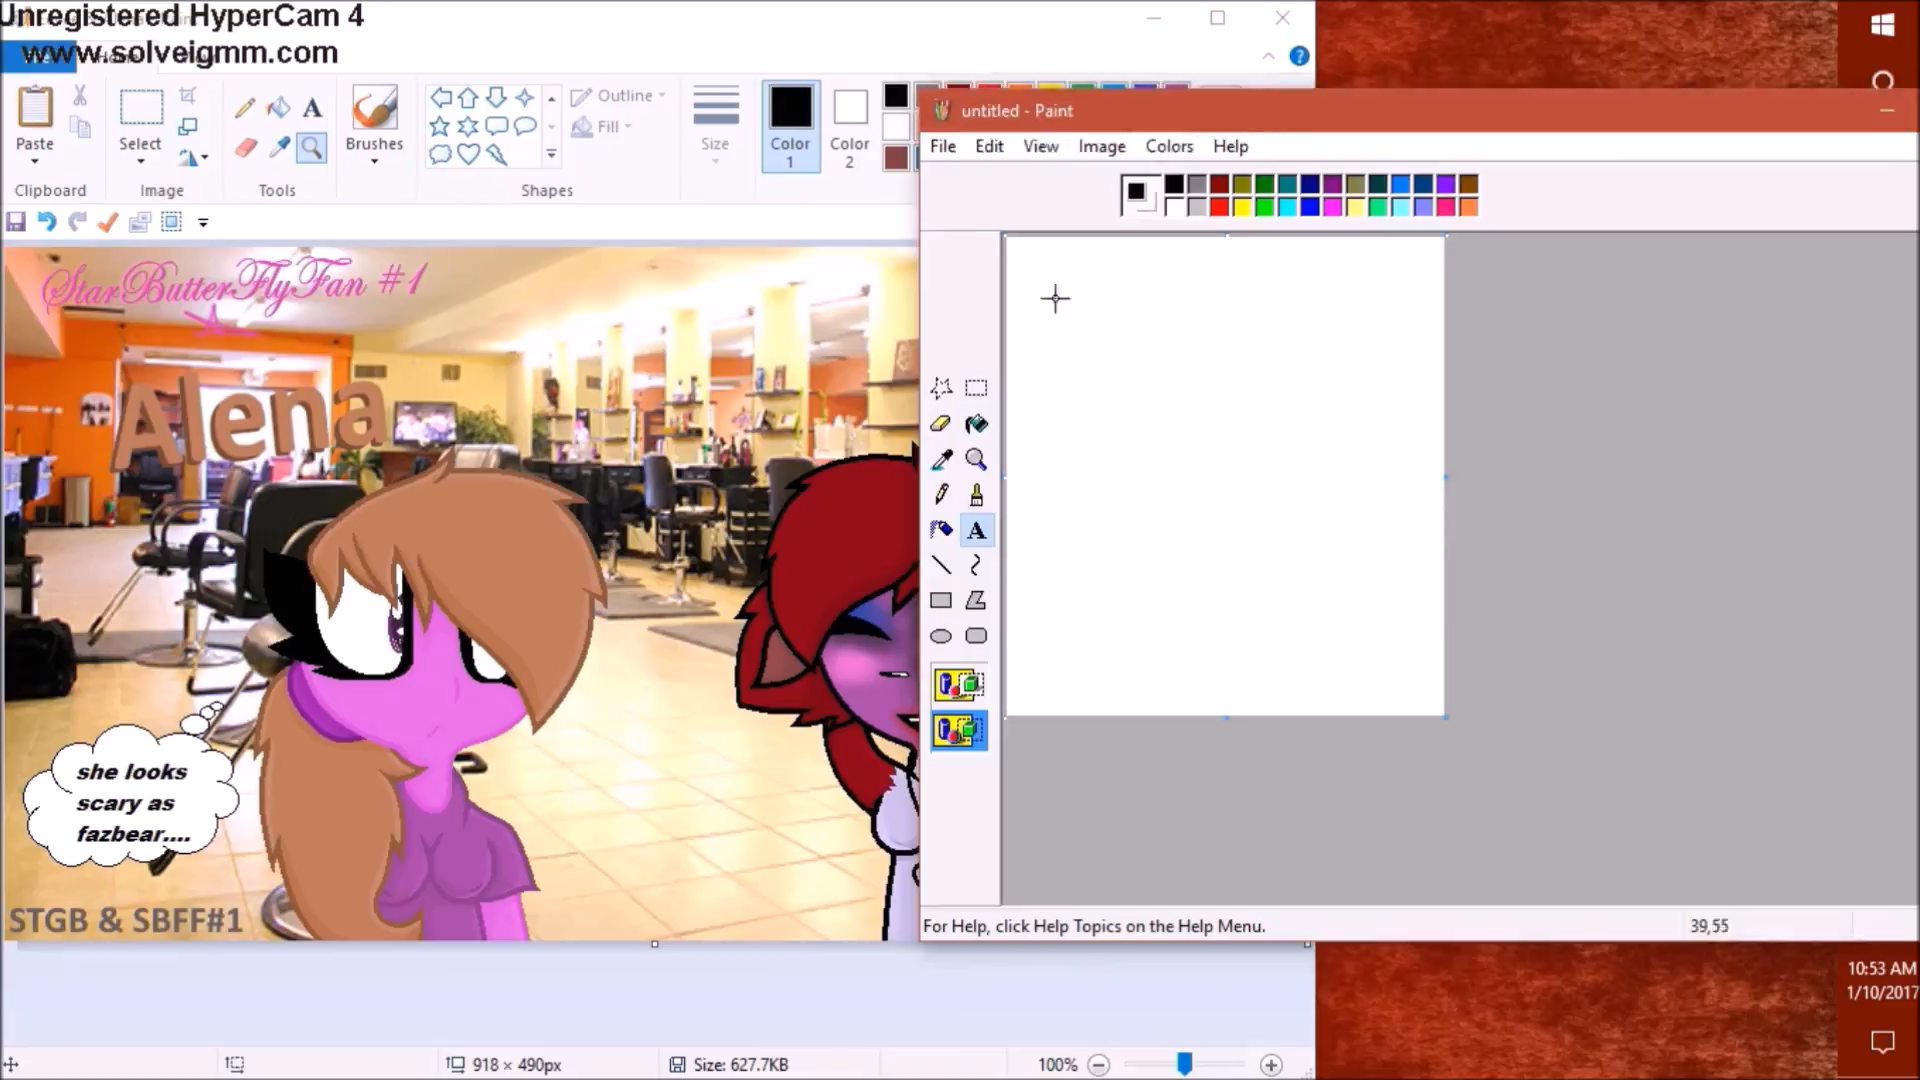 Unregistered HyperCam 4
www.solveigmm.com
Paste
Select
Brushes
Outline
Fill
Size
Color
1
Color
2
Clipboard
Image
Tools
Shapes
untitled - Paint
File Edit View Image Colors Help
StarButterFlyFan #1
Alena
she looks
scary as
fazbear....
STGB & SBFF#1
For Help, click Help Topics on the Help Menu.
39,55
918 × 490px
Size: 627.7KB
100%
10:53 AM
1/10/2017